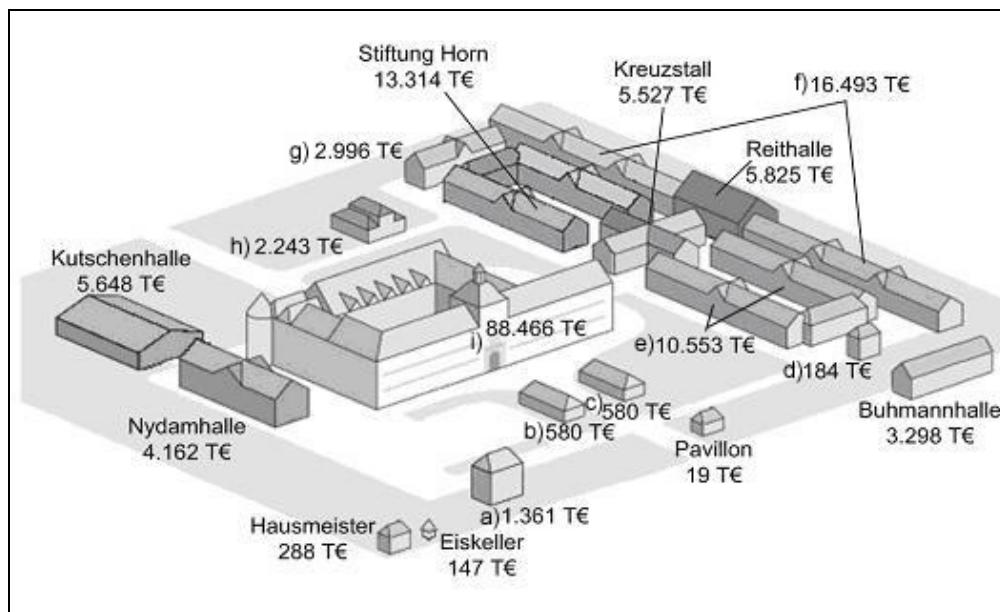 Stiftung Horn
13.314 T€
Kreuzstall
5.527 T€
f)16.493 T€
g) 2.996 T€
Reithalle
5.825 T€
h) 2.243 T€
Kutschenhalle
5.648 T€
i) 88.466 T€
e)10.553 T€
d)184 T€
c)580 T€
b)580 T€
Buhmannhalle
3.298 T€
Nydamhalle
4.162 T€
Pavillon
19 T€
a)1.361 T€
Hausmeister
288 T€
Eiskeller
147 T€